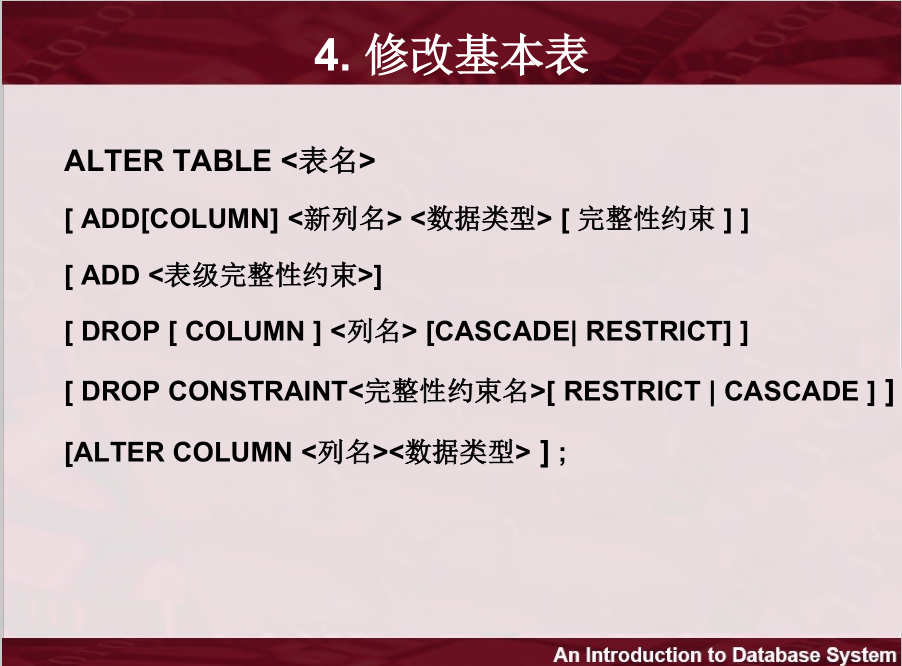 4. 修改基本表
ALTER TABLE <表名>
[ ADD[COLUMN] <新列名> <数据类型> [ 完整性约束 ] ]
[ ADD <表级完整性约束>]
[ DROP [ COLUMN ] <列名> [CASCADE| RESTRICT] ]
[ DROP CONSTRAINT<完整性约束名>[ RESTRICT | CASCADE ] ]
[ALTER COLUMN <列名><数据类型> ] ;
An Introduction to Database System